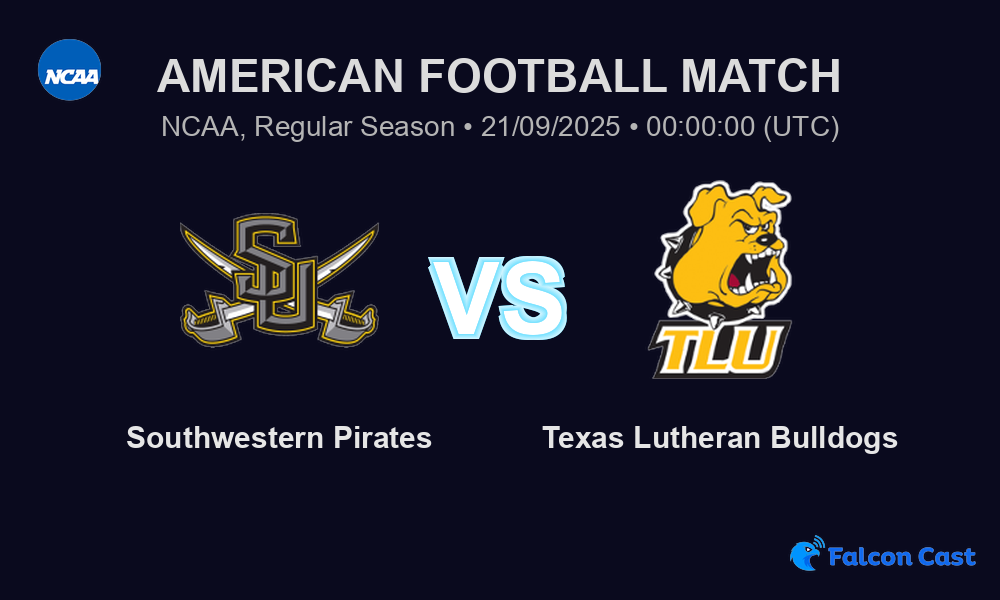 NCAA
AMERICAN FOOTBALL MATCH
NCAA, Regular Season • 21/09/2025 • 00:00:00 (UTC)
SU
VS
TLU
Southwestern Pirates
Texas Lutheran Bulldogs
Falcon Cast